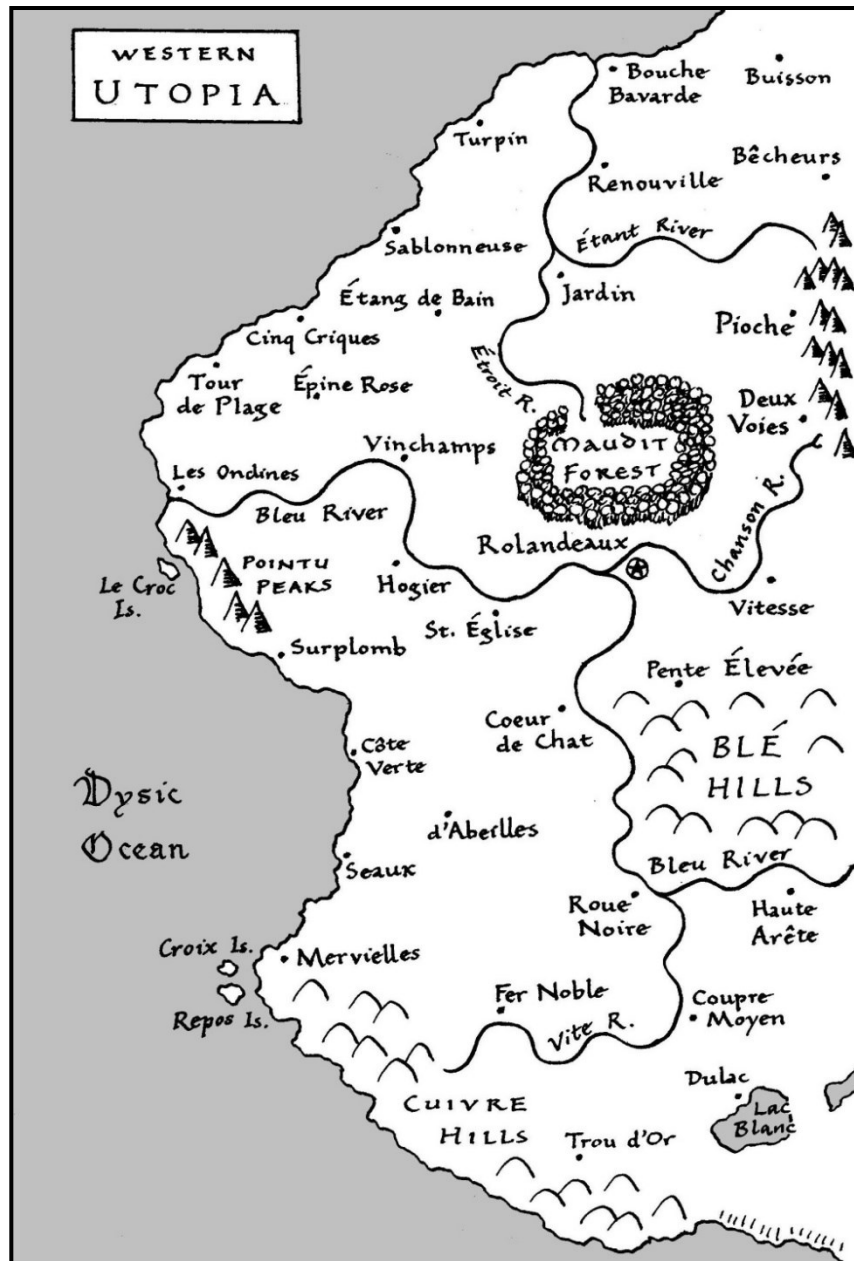 WESTERN
UTOPIA
Bouche
Bavarde
Buisson
Turpin
Bêcheurs
Renouville
Étant River
Sablonneuse
Jardin
Étang de Bain
Pioche
Cinq Criques
Étroit R.
Tour
de Plage
Épine Rose
Deux
Voies
Vinchamps
MAUDIT
FOREST
Les Ondines
Bleu River
Chanson R.
Rolandeaux
POINTU
PEAKS
Le Croc
Is.
Hogier
Vitesse
St. Église
Surplomb
Pente Élevée
Coeur
de Chat
BLÉ
HILLS
Côte
Verte
Dysic
Ocean
d'Abeilles
Bleu River
Seaux
Roue
Noire
Haute
Arête
Croix Is.
Mervielles
Repos Is.
Fer Noble
Vite R.
Coupre
Moyen
Dulac
Lac
Blanc
CUIVRE
HILLS
Trou d'Or